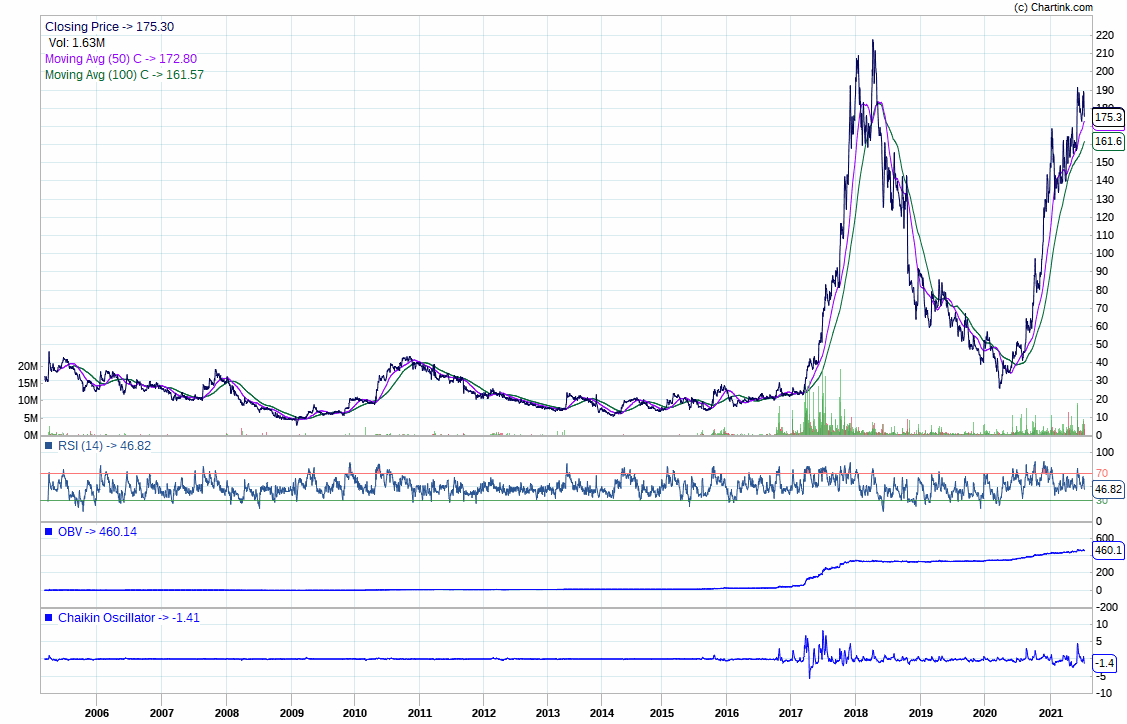 (c) Chartink.com
Closing Price -> 175.30
Vol: 1.63M
Moving Avg (50) C -> 172.80
Moving Avg (100) C -> 161.57
220
210
200
190
180
175.3
161.6
150
140
130
120
110
100
90
80
70
60
50
40
30
20
10
0
20M
15M
10M
5M
0M
RSI (14) -> 46.82
100
70
46.82
30
0
OBV -> 460.14
600
460.1
200
0
-200
Chaikin Oscillator -> -1.41
10
5
-1.4
-5
-10
2006 2007 2008 2009 2010 2011 2012 2013 2014 2015 2016 2017 2018 2019 2020 2021